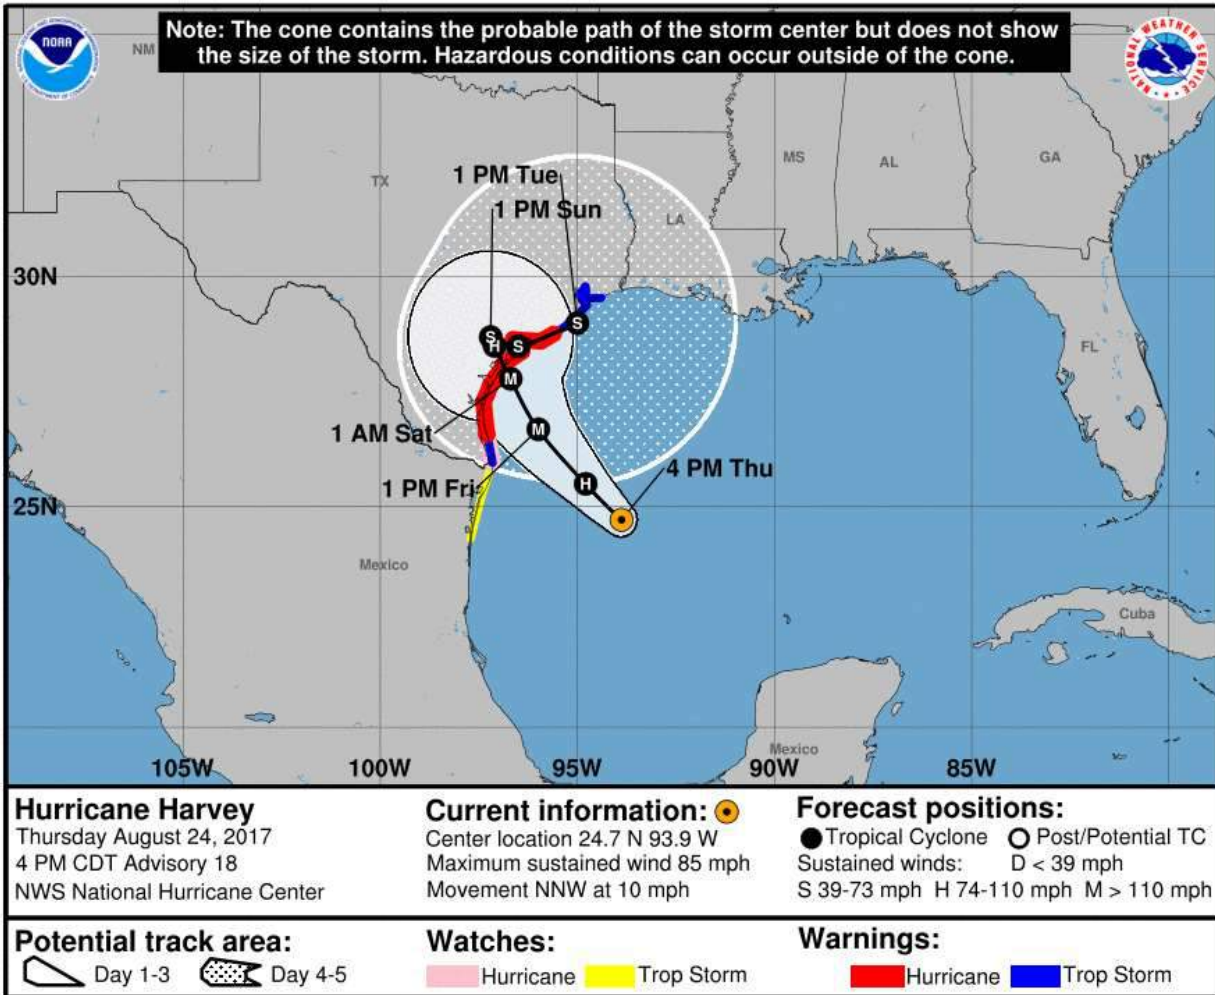 Note: The cone contains the probable path of the storm center but does not show
the size of the storm. Hazardous conditions can occur outside of the cone.
NOAA
NATIONAL WEATHER SERVICE
NM
TX
MS
AL
GA
LA
FL
1 PM Tue
1 PM Sun
30N
S
S
H
S
M
1 AM Sat
M
1 PM Fri
4 PM Thu
H
25N
Mexico
Cuba
Mexico
105W 100W 95W 90W 85W
Hurricane Harvey
Thursday August 24, 2017
4 PM CDT Advisory 18
NWS National Hurricane Center
Current information:
Center location 24.7 N 93.9 W
Maximum sustained wind 85 mph
Movement NNW at 10 mph
Forecast positions:
Tropical Cyclone Post/Potential TC
Sustained winds: D < 39 mph
S 39-73 mph H 74-110 mph M > 110 mph
Potential track area:
Day 1-3 Day 4-5
Watches:
Hurricane Trop Storm
Warnings:
Hurricane Trop Storm